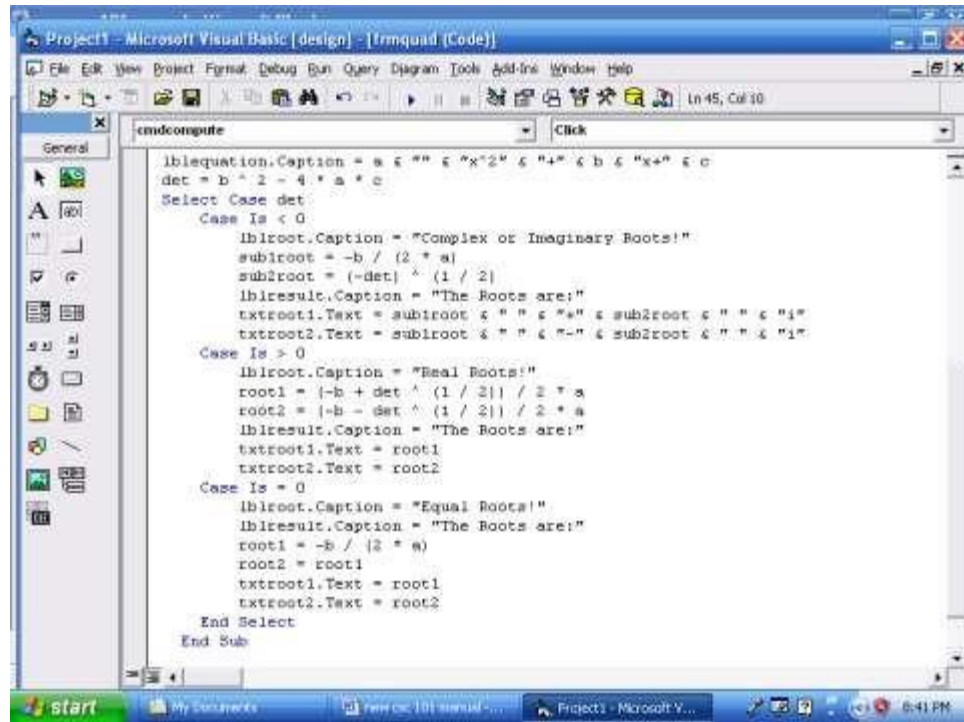 Project1 - Microsoft Visual Basic [design] - [frmquad (Code)]
File Edit View Project Format Debug Run Query Diagram Tools Add-Ins Window Help
Ln 45, Col 10
General
cmdcompute Click
lblequation.Caption = a & "" & "x^2" & "+" & b & "x+" & c
det = b ^ 2 - 4 * a * c
Select Case det
Case Is < 0
lblroot.Caption = "Complex or Imaginary Roots!"
sub1root = -b / (2 * a)
sub2root = (-det) ^ (1 / 2)
lblresult.Caption = "The Roots are:"
txtroot1.Text = sub1root & " " & "+" & sub2root & " " & "i"
txtroot2.Text = sub1root & " " & "-" & sub2root & " " & "i"
Case Is > 0
lblroot.Caption = "Real Roots!"
root1 = (-b + det ^ (1 / 2)) / 2 * a
root2 = (-b - det ^ (1 / 2)) / 2 * a
lblresult.Caption = "The Roots are:"
txtroot1.Text = root1
txtroot2.Text = root2
Case Is = 0
lblroot.Caption = "Equal Roots!"
lblresult.Caption = "The Roots are:"
root1 = -b / (2 * a)
root2 = root1
txtroot1.Text = root1
txtroot2.Text = root2
End Select
End Sub
start My Documents new csc 101 manual -... Project1 - Microsoft V... 8:41 PM